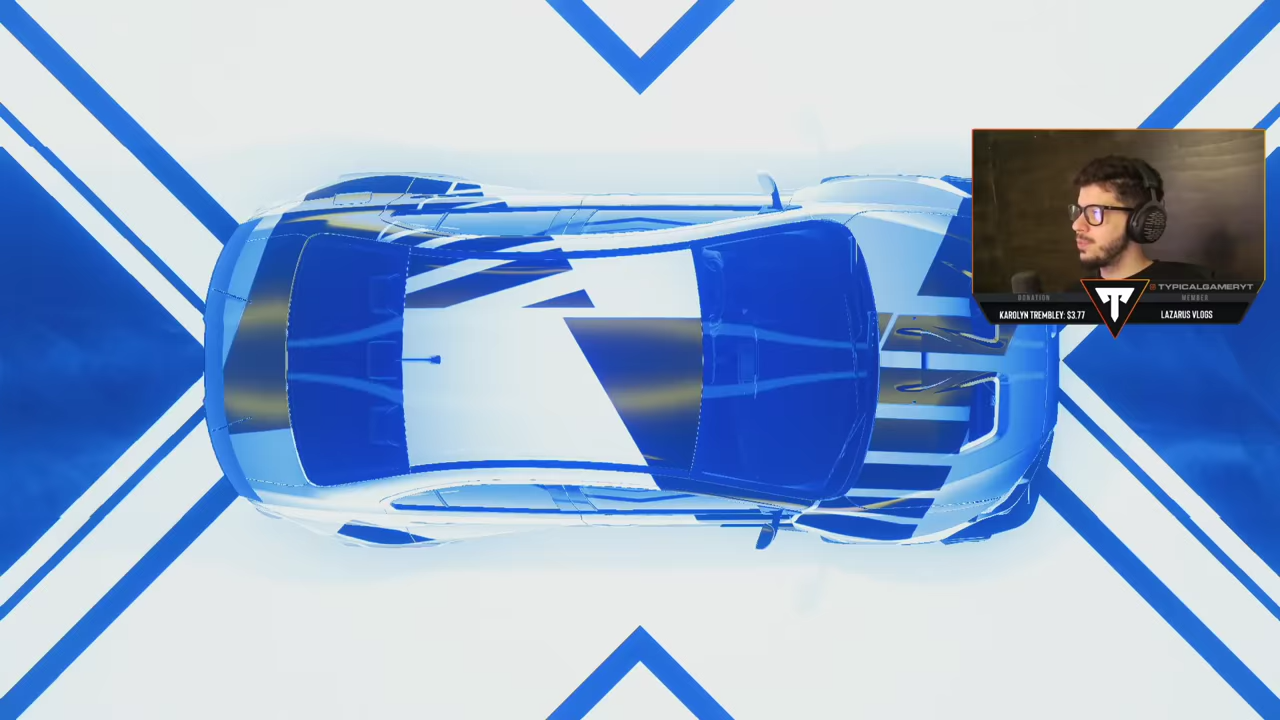 TYPICALGAMERYT
DONATION
MEMBER
KAROLYN TREMBLEY: $3.77
LAZARUS VLOGS